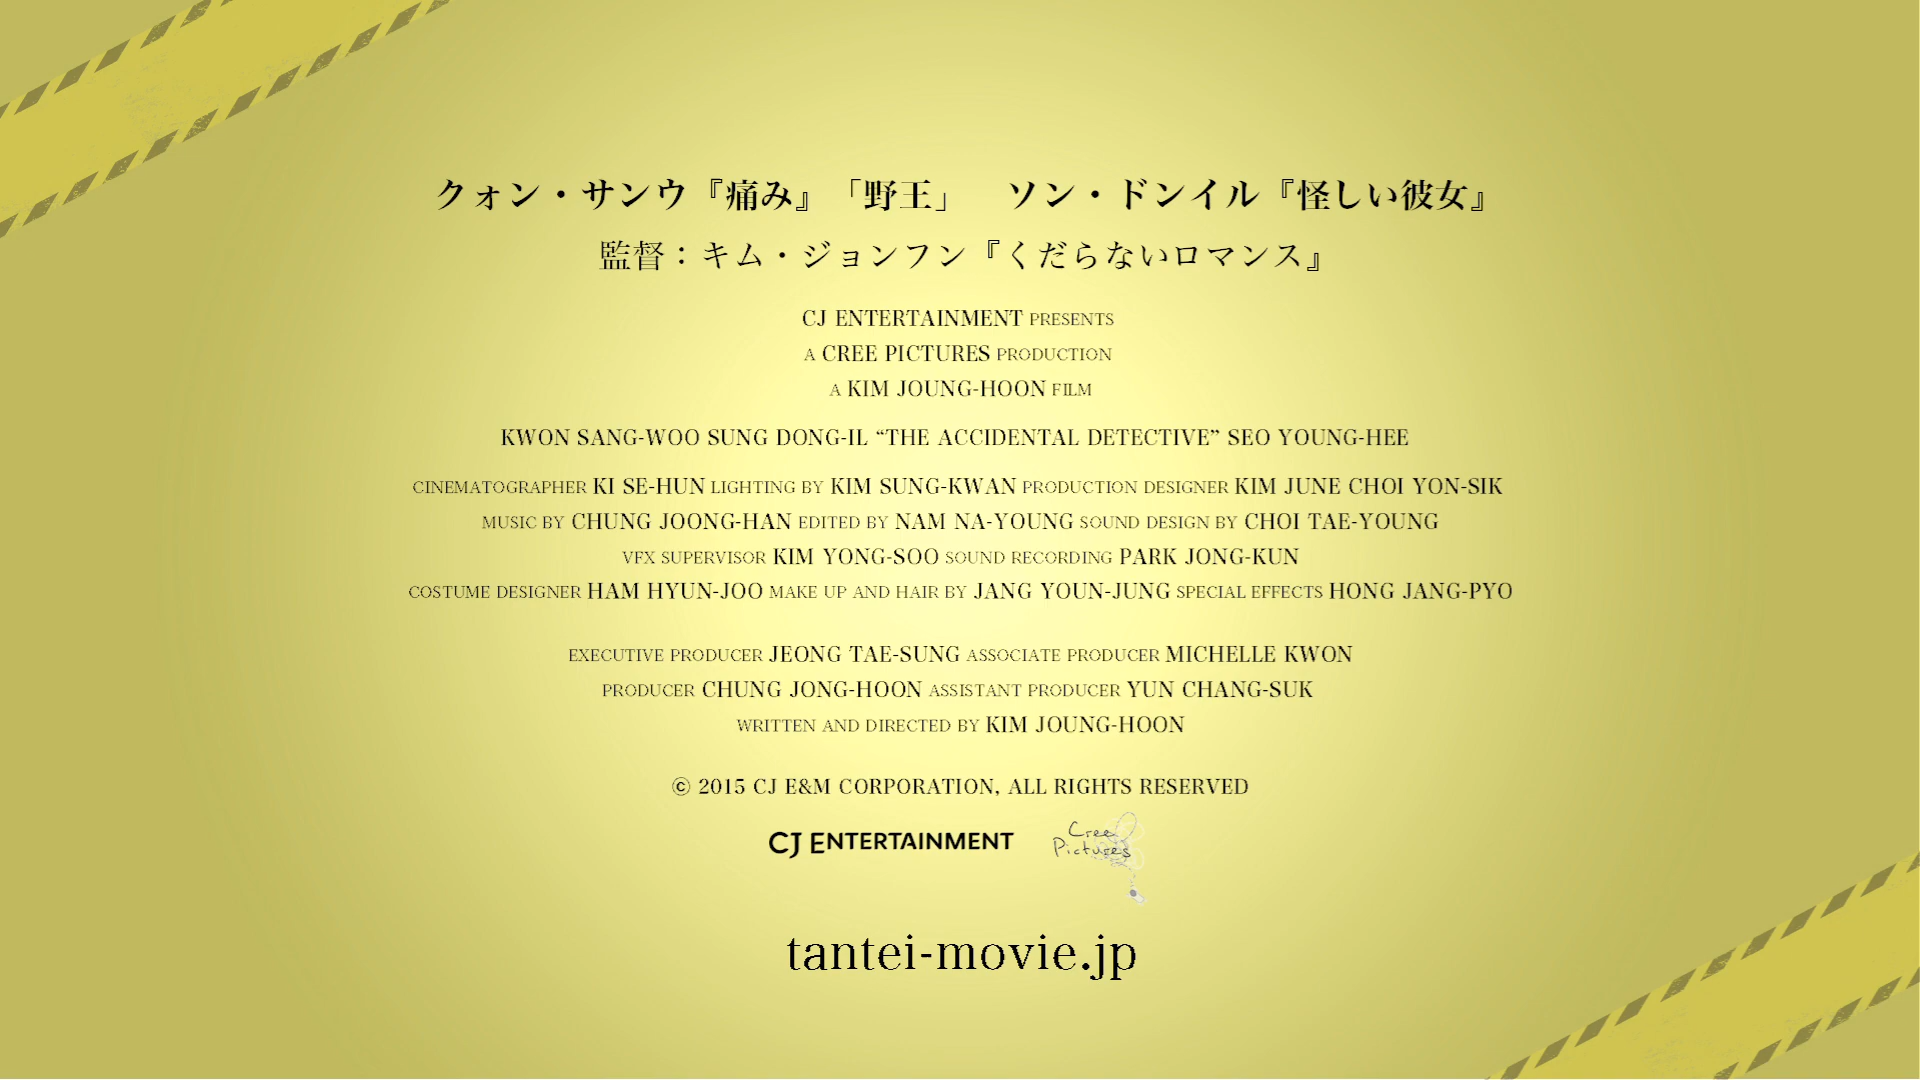 クォン・サンウ『痛み』「野王」　ソン・ドンイル『怪しい彼女』
監督：キム・ジョンフン『くだらないロマンス』
CJ ENTERTAINMENT PRESENTS
A CREE PICTURES PRODUCTION
A KIM JOUNG-HOON FILM
KWON SANG-WOO SUNG DONG-IL “THE ACCIDENTAL DETECTIVE” SEO YOUNG-HEE
CINEMATOGRAPHER KI SE-HUN LIGHTING BY KIM SUNG-KWAN PRODUCTION DESIGNER KIM JUNE CHOI YON-SIK
MUSIC BY CHUNG JOONG-HAN EDITED BY NAM NA-YOUNG SOUND DESIGN BY CHOI TAE-YOUNG
VFX SUPERVISOR KIM YONG-SOO SOUND RECORDING PARK JONG-KUN
COSTUME DESIGNER HAM HYUN-JOO MAKE UP AND HAIR BY JANG YOUN-JUNG SPECIAL EFFECTS HONG JANG-PYO
EXECUTIVE PRODUCER JEONG TAE-SUNG ASSOCIATE PRODUCER MICHELLE KWON
PRODUCER CHUNG JONG-HOON ASSISTANT PRODUCER YUN CHANG-SUK
WRITTEN AND DIRECTED BY KIM JOUNG-HOON
© 2015 CJ E&M CORPORATION, ALL RIGHTS RESERVED
CJ ENTERTAINMENT
Cree
Pictures
tantei-movie.jp